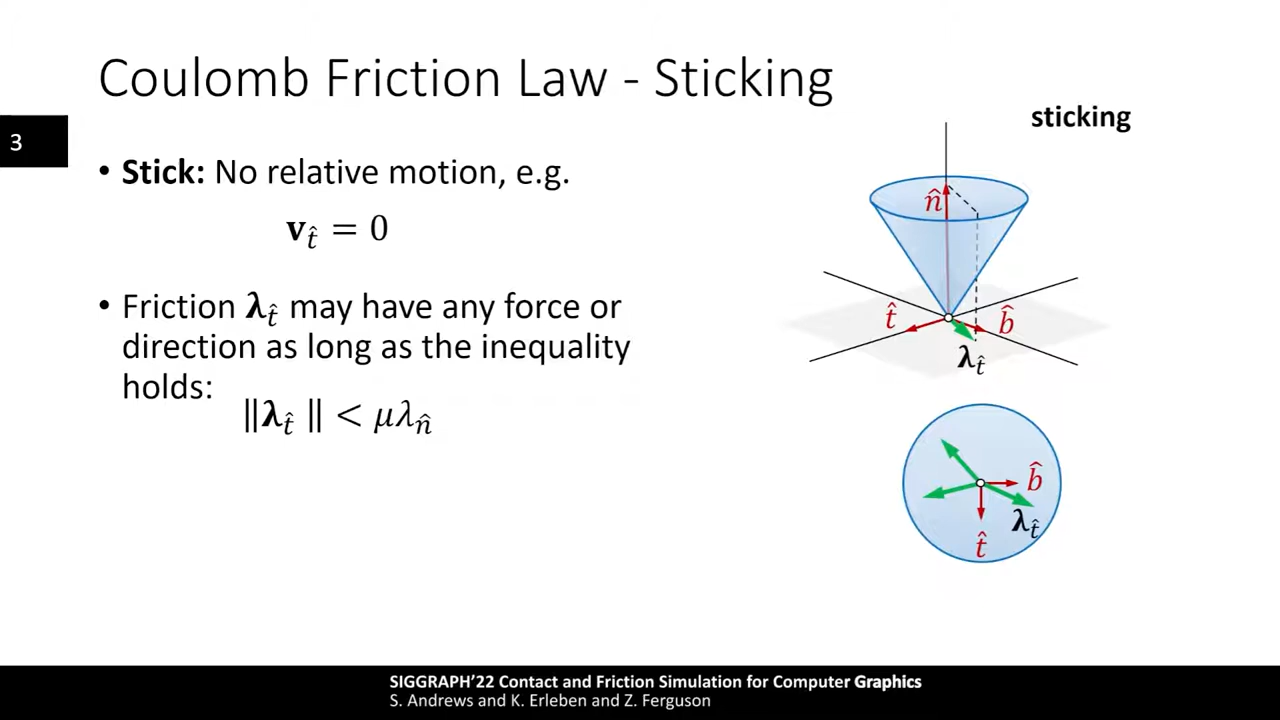 Coulomb Friction Law - Sticking
3
sticking
• Stick: No relative motion, e.g.
𝐯_t̂ = 0
• Friction 𝛌_t̂ may have any force or
direction as long as the inequality
holds:
‖𝛌_t̂ ‖ < μλ_n̂
n̂
t̂
b̂
𝛌_t̂
b̂
𝛌_t̂
t̂
SIGGRAPH’22 Contact and Friction Simulation for Computer Graphics
S. Andrews and K. Erleben and Z. Ferguson